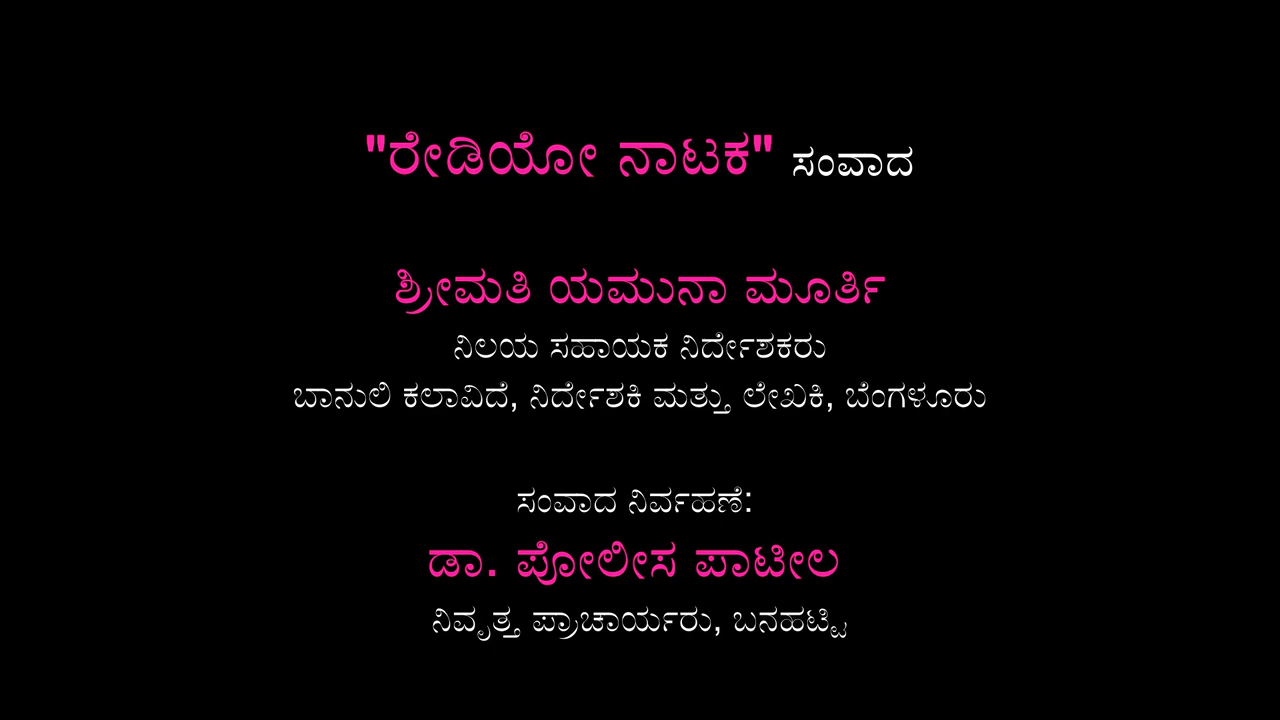 "ರೇಡಿಯೋ ನಾಟಕ" ಸಂವಾದ
ಶ್ರೀಮತಿ ಯಮುನಾ ಮೂರ್ತಿ
ನಿಲಯ ಸಹಾಯಕ ನಿರ್ದೇಶಕರು
ಬಾನುಲಿ ಕಲಾವಿದೆ, ನಿರ್ದೇಶಕಿ ಮತ್ತು ಲೇಖಕಿ, ಬೆಂಗಳೂರು
ಸಂವಾದ ನಿರ್ವಹಣೆ:
ಡಾ. ಪೋಲೀಸ ಪಾಟೀಲ
ನಿವೃತ್ತ ಪ್ರಾಚಾರ್ಯರು, ಬನಹಟ್ಟಿ